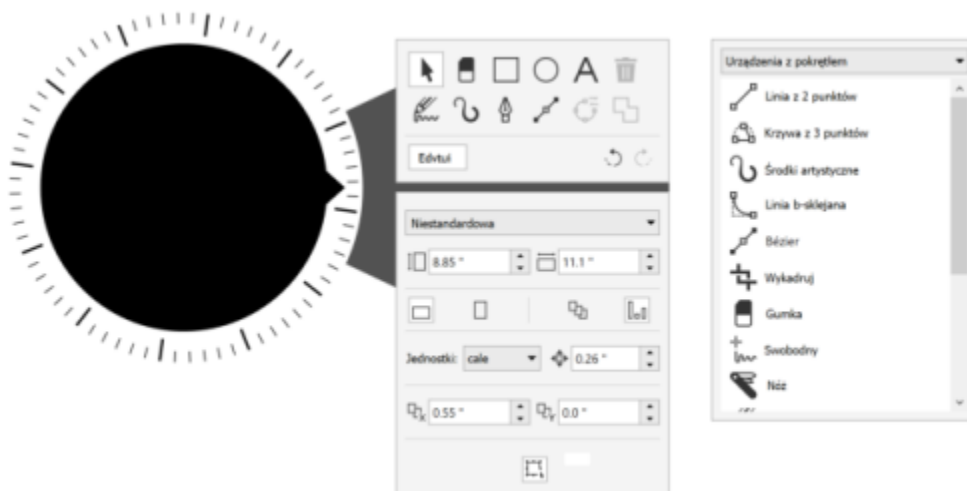 Edytuj
Niestandardowa
8.85 "
11.1 "
Jednostki: cale
0.26 "
X 0.55 "
Y 0.0 "
Urządzenia z pokrętłem
Linia z 2 punktów
Krzywa z 3 punktów
Środki artystyczne
Linia b-sklejana
Bézier
Wykadruj
Gumka
Swobodny
Nóż